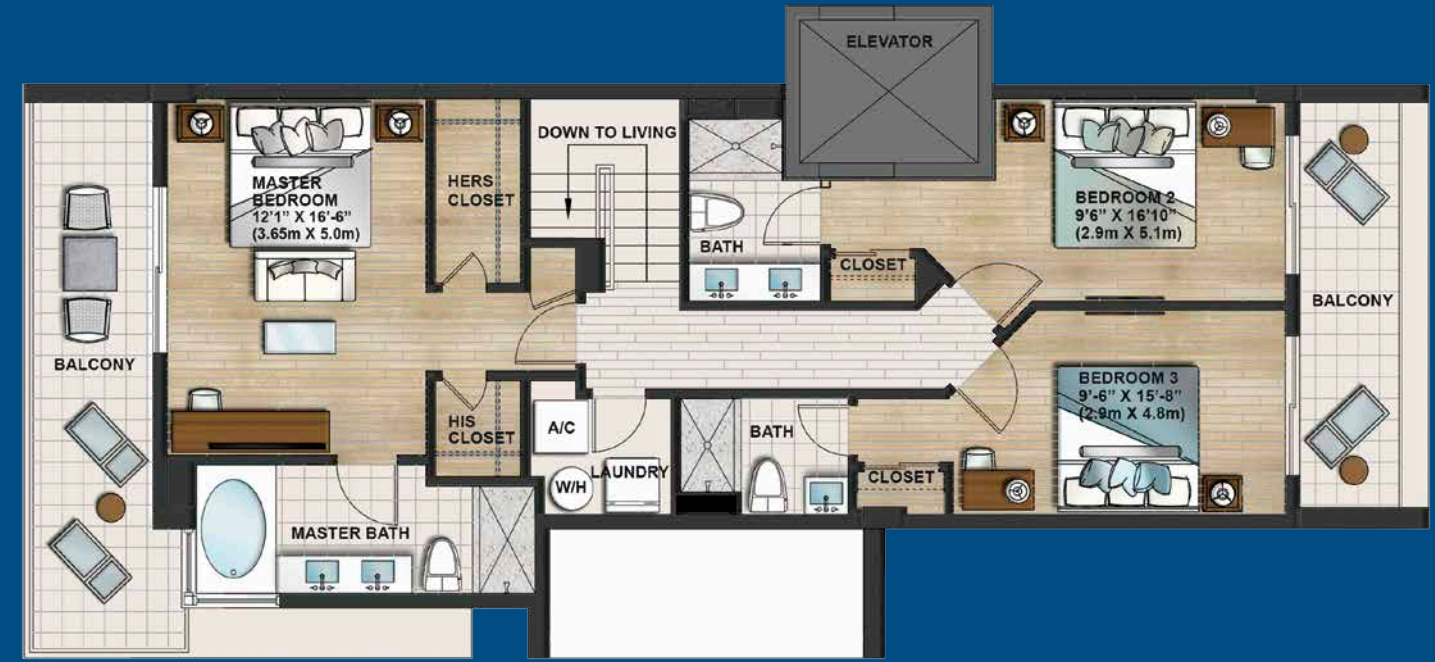 ELEVATOR
DOWN TO LIVING
MASTER
BEDROOM
12'1" X 16'-6"
(3.65m X 5.0m)
HERS
CLOSET
BATH
CLOSET
BEDROOM 2
9'6" X 16'10"
(2.9m X 5.1m)
BALCONY
BALCONY
HIS
CLOSET
A/C
W/H
LAUNDRY
BATH
CLOSET
BEDROOM 3
9'-6" X 15'-8"
(2.9m X 4.8m)
MASTER BATH